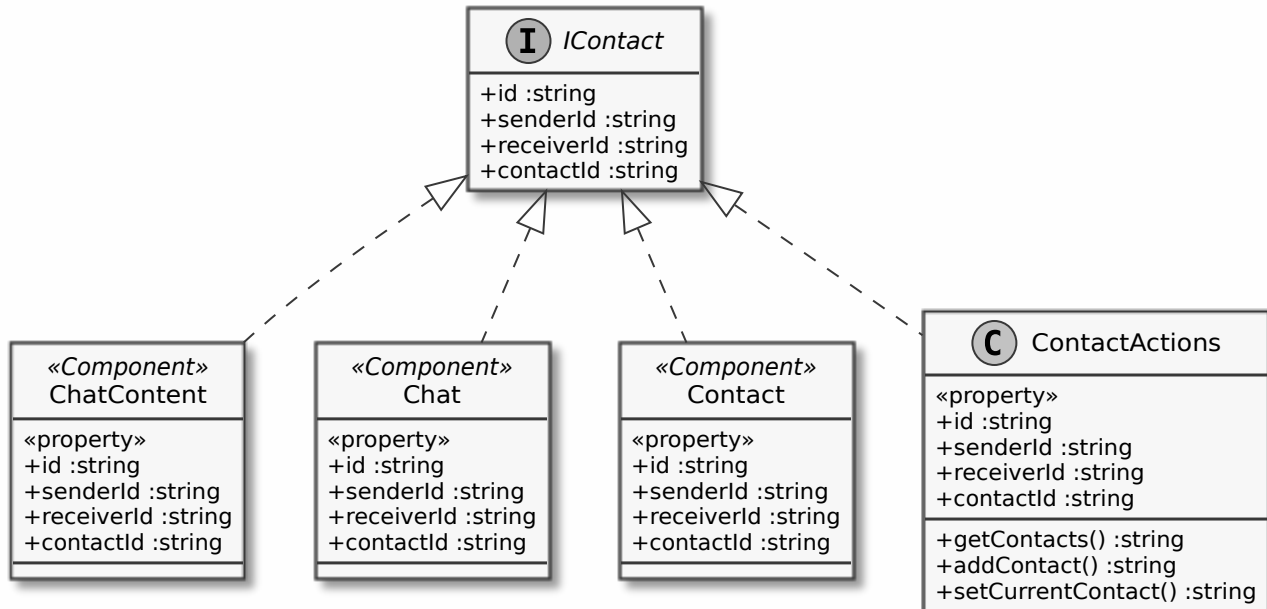 I IContact
+id :string
+senderId :string
+receiverId :string
+contactId :string
«Component»
ChatContent
«property»
+id :string
+senderId :string
+receiverId :string
+contactId :string
«Component»
Chat
«property»
+id :string
+senderId :string
+receiverId :string
+contactId :string
«Component»
Contact
«property»
+id :string
+senderId :string
+receiverId :string
+contactId :string
C ContactActions
«property»
+id :string
+senderId :string
+receiverId :string
+contactId :string
+getContacts() :string
+addContact() :string
+setCurrentContact() :string